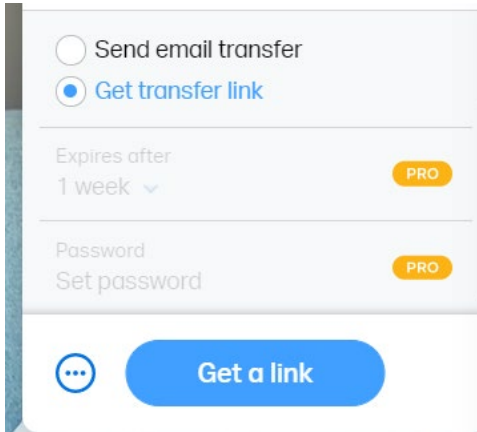 Send email transfer
Get transfer link
Expires after
PRO
1 week
Password
PRO
Set password
Get a link